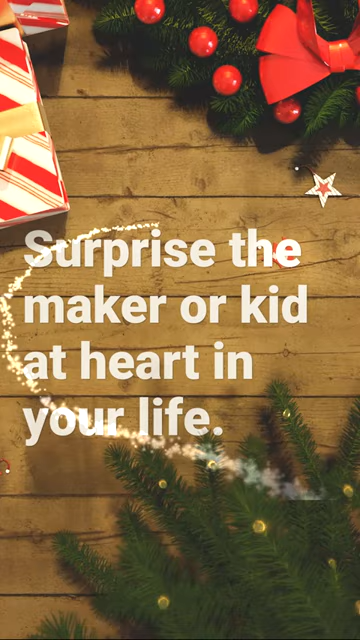 Surprise the
maker or kid
at heart in
your life.